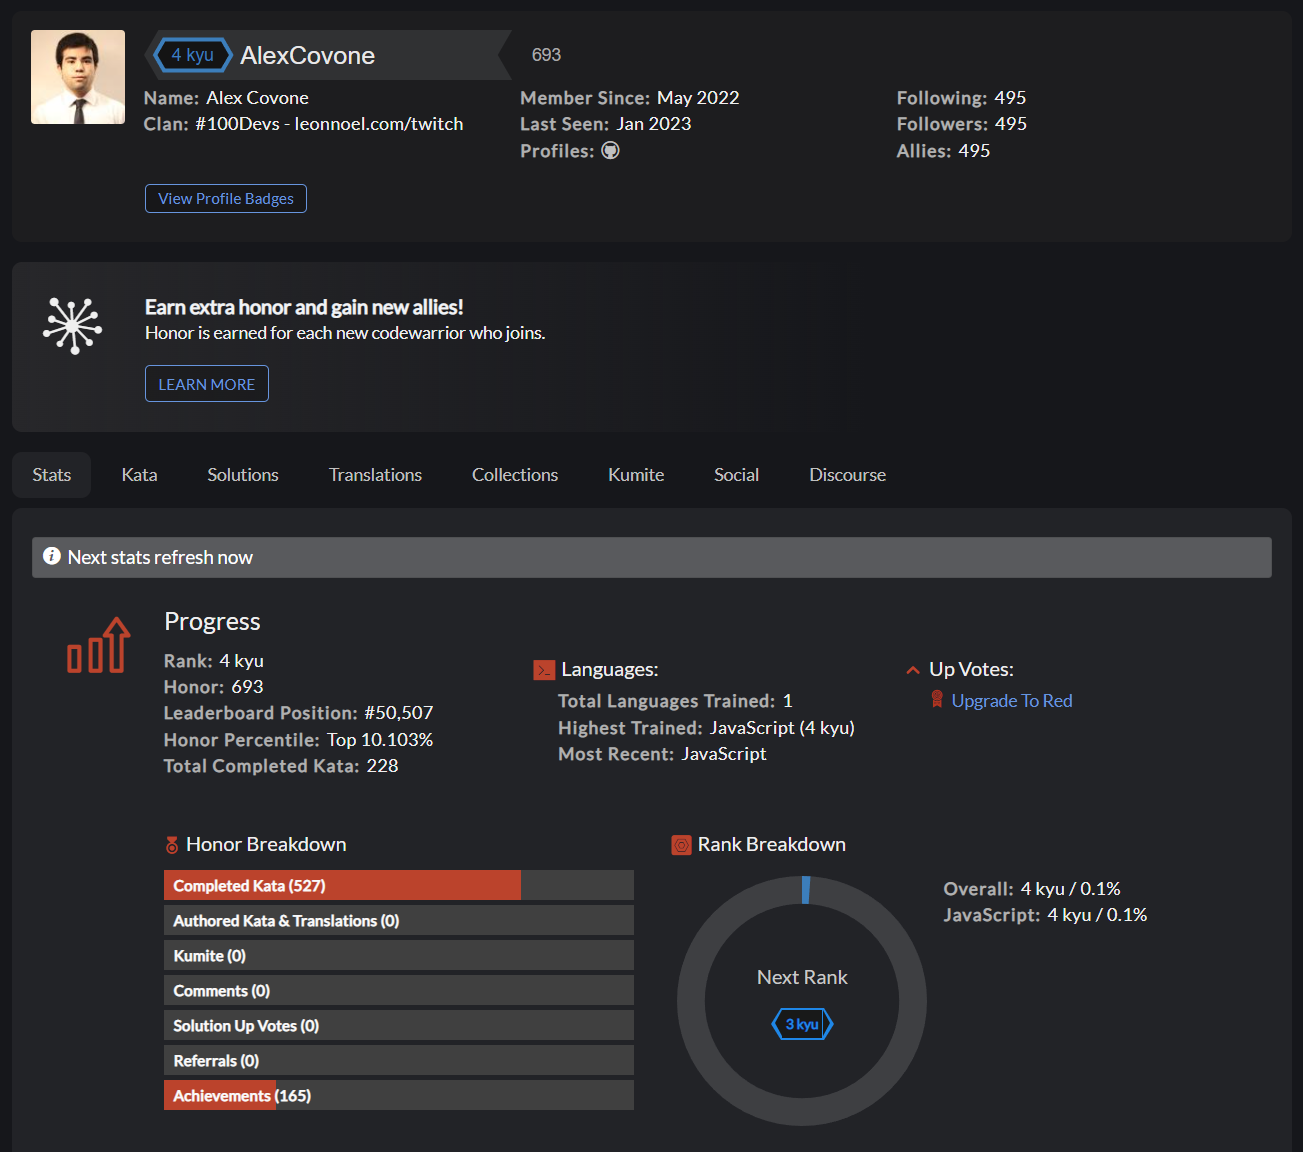 4 kyu AlexCovone 693
Name: Alex Covone
Clan: #100Devs - leonnoel.com/twitch
Member Since: May 2022
Last Seen: Jan 2023
Profiles:
Following: 495
Followers: 495
Allies: 495
View Profile Badges
Earn extra honor and gain new allies!
Honor is earned for each new codewarrior who joins.
LEARN MORE
Stats Kata Solutions Translations Collections Kumite Social Discourse
Next stats refresh now
Progress
Rank: 4 kyu
Honor: 693
Leaderboard Position: #50,507
Honor Percentile: Top 10.103%
Total Completed Kata: 228
Languages:
Total Languages Trained: 1
Highest Trained: JavaScript (4 kyu)
Most Recent: JavaScript
Up Votes:
Upgrade To Red
Honor Breakdown
Completed Kata (527)
Authored Kata & Translations (0)
Kumite (0)
Comments (0)
Solution Up Votes (0)
Referrals (0)
Achievements (165)
Rank Breakdown
Next Rank
3 kyu
Overall: 4 kyu / 0.1%
JavaScript: 4 kyu / 0.1%